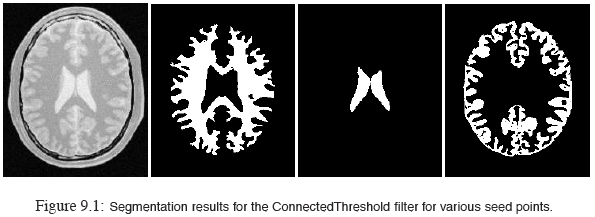 Figure 9.1: Segmentation results for the ConnectedThreshold filter for various seed points.